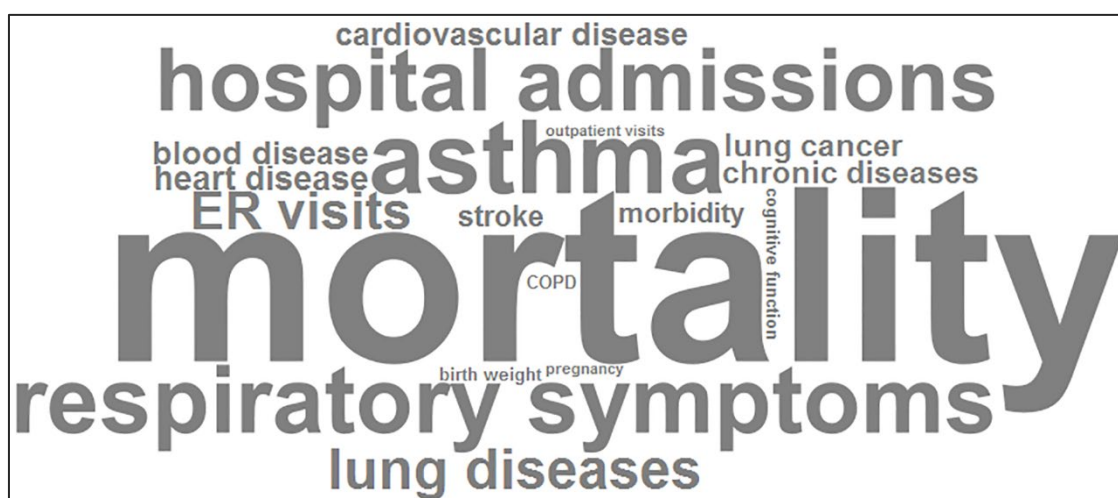 cardiovascular disease
hospital admissions
outpatient visits
asthma
blood disease
heart disease
lung cancer
chronic diseases
ER visits
stroke
morbidity
cognitive function
mortality
COPD
birth weight
pregnancy
respiratory symptoms
lung diseases